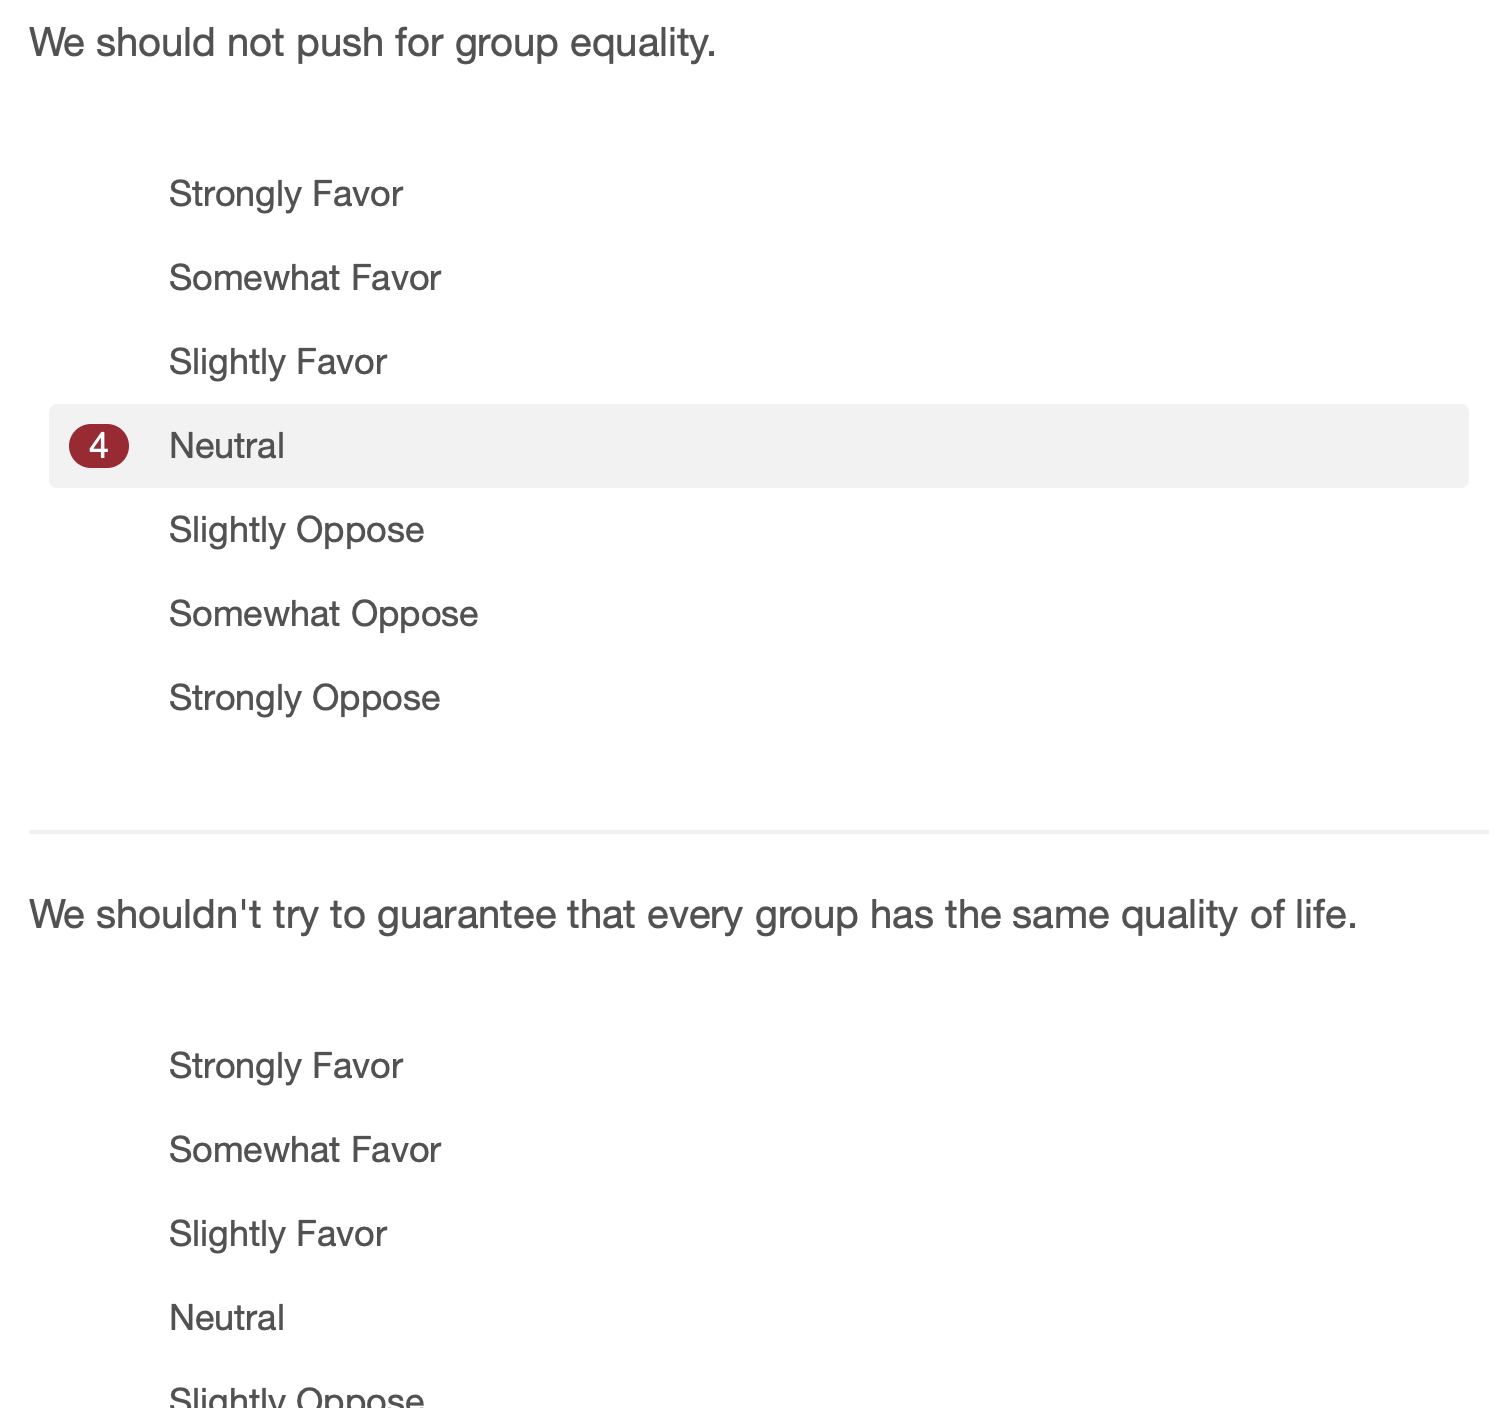 We should not push for group equality.
Strongly Favor
Somewhat Favor
Slightly Favor
4 Neutral
Slightly Oppose
Somewhat Oppose
Strongly Oppose
We shouldn't try to guarantee that every group has the same quality of life.
Strongly Favor
Somewhat Favor
Slightly Favor
Neutral
Slightly Oppose